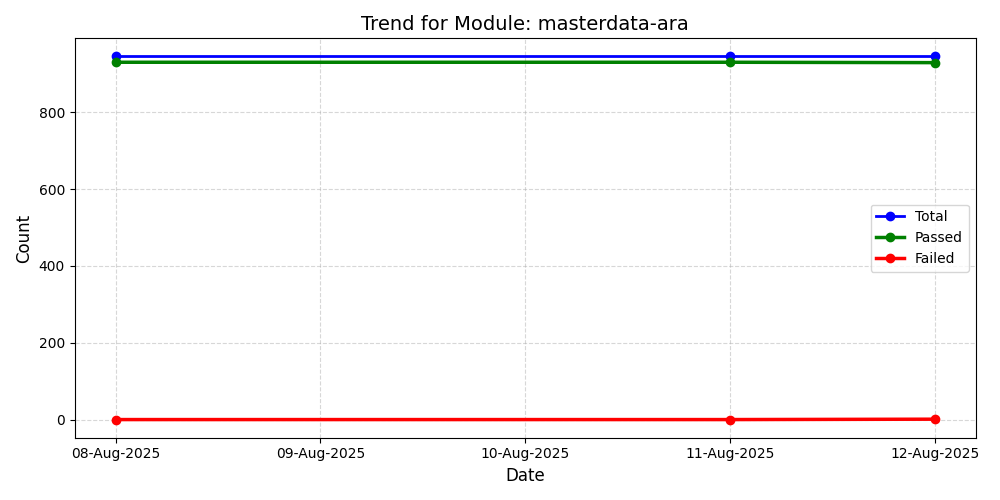 Trend for Module: masterdata-ara
Count
800
600
400
200
0
Total
Passed
Failed
08-Aug-2025
09-Aug-2025
10-Aug-2025
11-Aug-2025
12-Aug-2025
Date